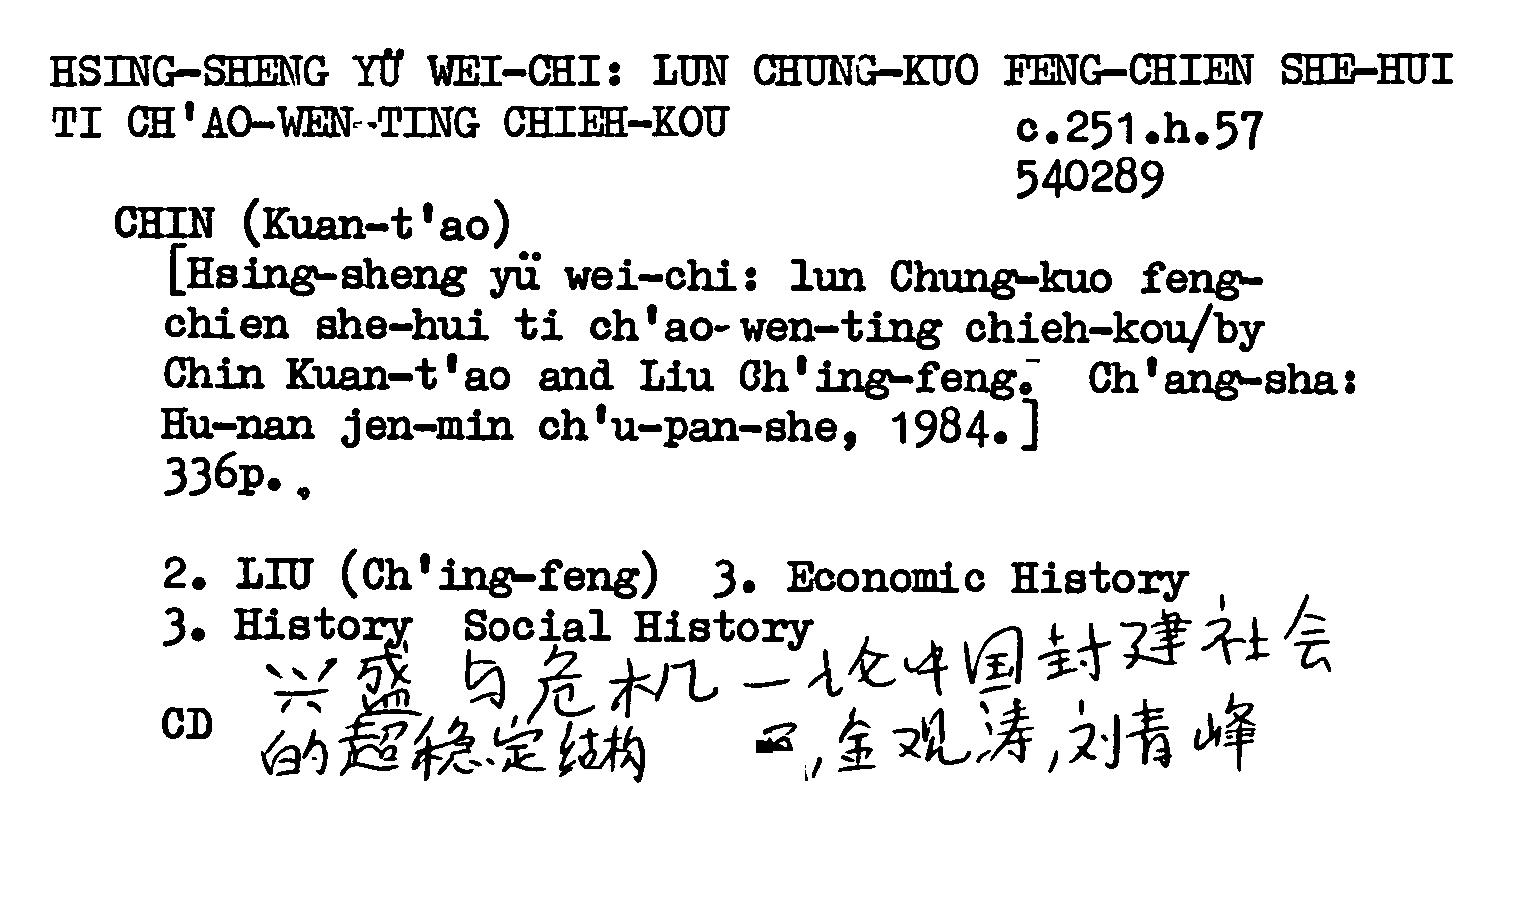 HSING-SHENG YÜ WEI-CHI: LUN CHUNG-KUO FENG-CHIEN SHE-HUI
TI CH'AO-WEN-TING CHIEH-KOU
c.251.h.57
540289
CHIN (Kuan-t'ao)
[Hsing-sheng yü wei-chi: lun Chung-kuo feng-
chien she-hui ti ch'ao-wen-ting chieh-kou/by
Chin Kuan-t'ao and Liu Ch'ing-feng. Ch'ang-sha:
Hu-nan jen-min ch'u-pan-she, 1984.]
336p.
2. LIU (Ch'ing-feng) 3. Economic History
3. History Social History
兴盛与危机—论中国封建社会
CD
的超稳定结构 , 金观涛, 刘青峰